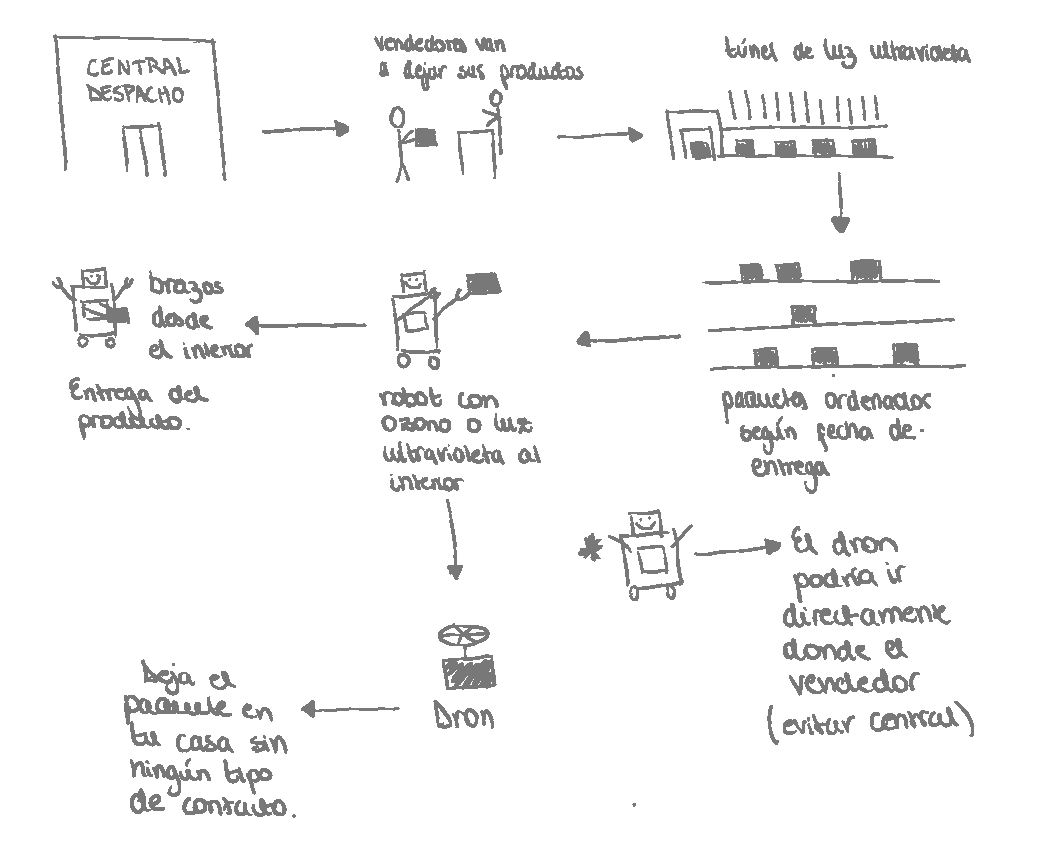 CENTRAL
DESPACHO
vendedores van
a dejar sus productos
túnel de luz ultravioleta
brazos
desde
el interior
Entrega del
producto.
robot con
ozono o luz
ultravioleta al
interior
paquetes ordenados
según fecha de
entrega
* El dron
podría ir
directamente
donde el
vendedor
(evitar central)
Dron
Deja el
paquete en
tu casa sin
ningún tipo
de contacto.